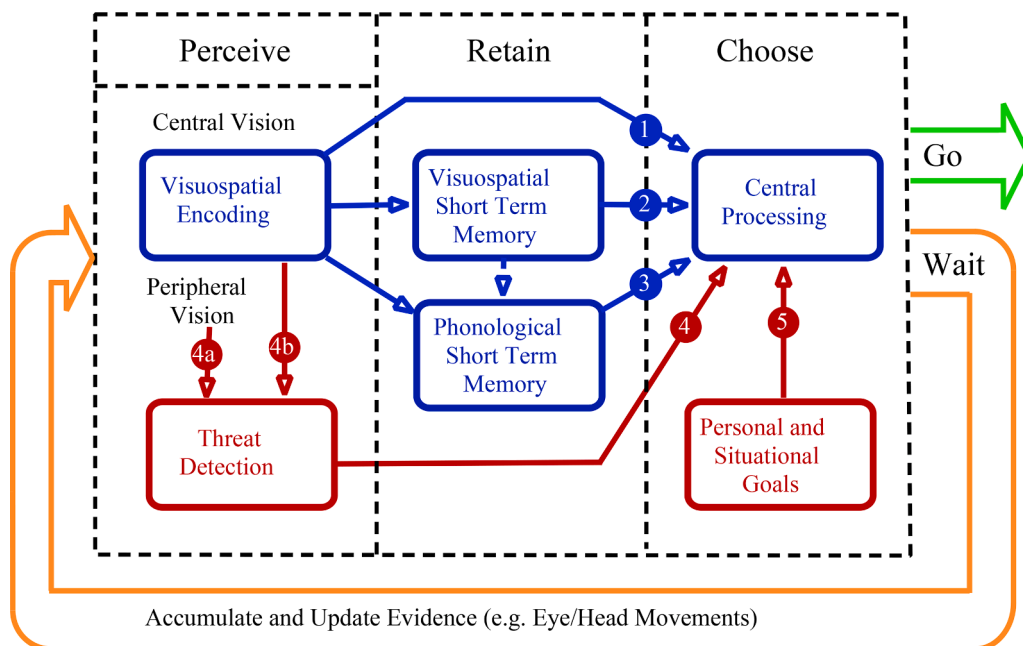 Perceive
Retain
Choose
Central Vision
Visuospatial
Encoding
Visuospatial
Short Term
Memory
Central
Processing
1
2
3
Go
Wait
Peripheral
Vision
4a
4b
Phonological
Short Term
Memory
4
5
Threat
Detection
Personal and
Situational
Goals
Accumulate and Update Evidence (e.g. Eye/Head Movements)